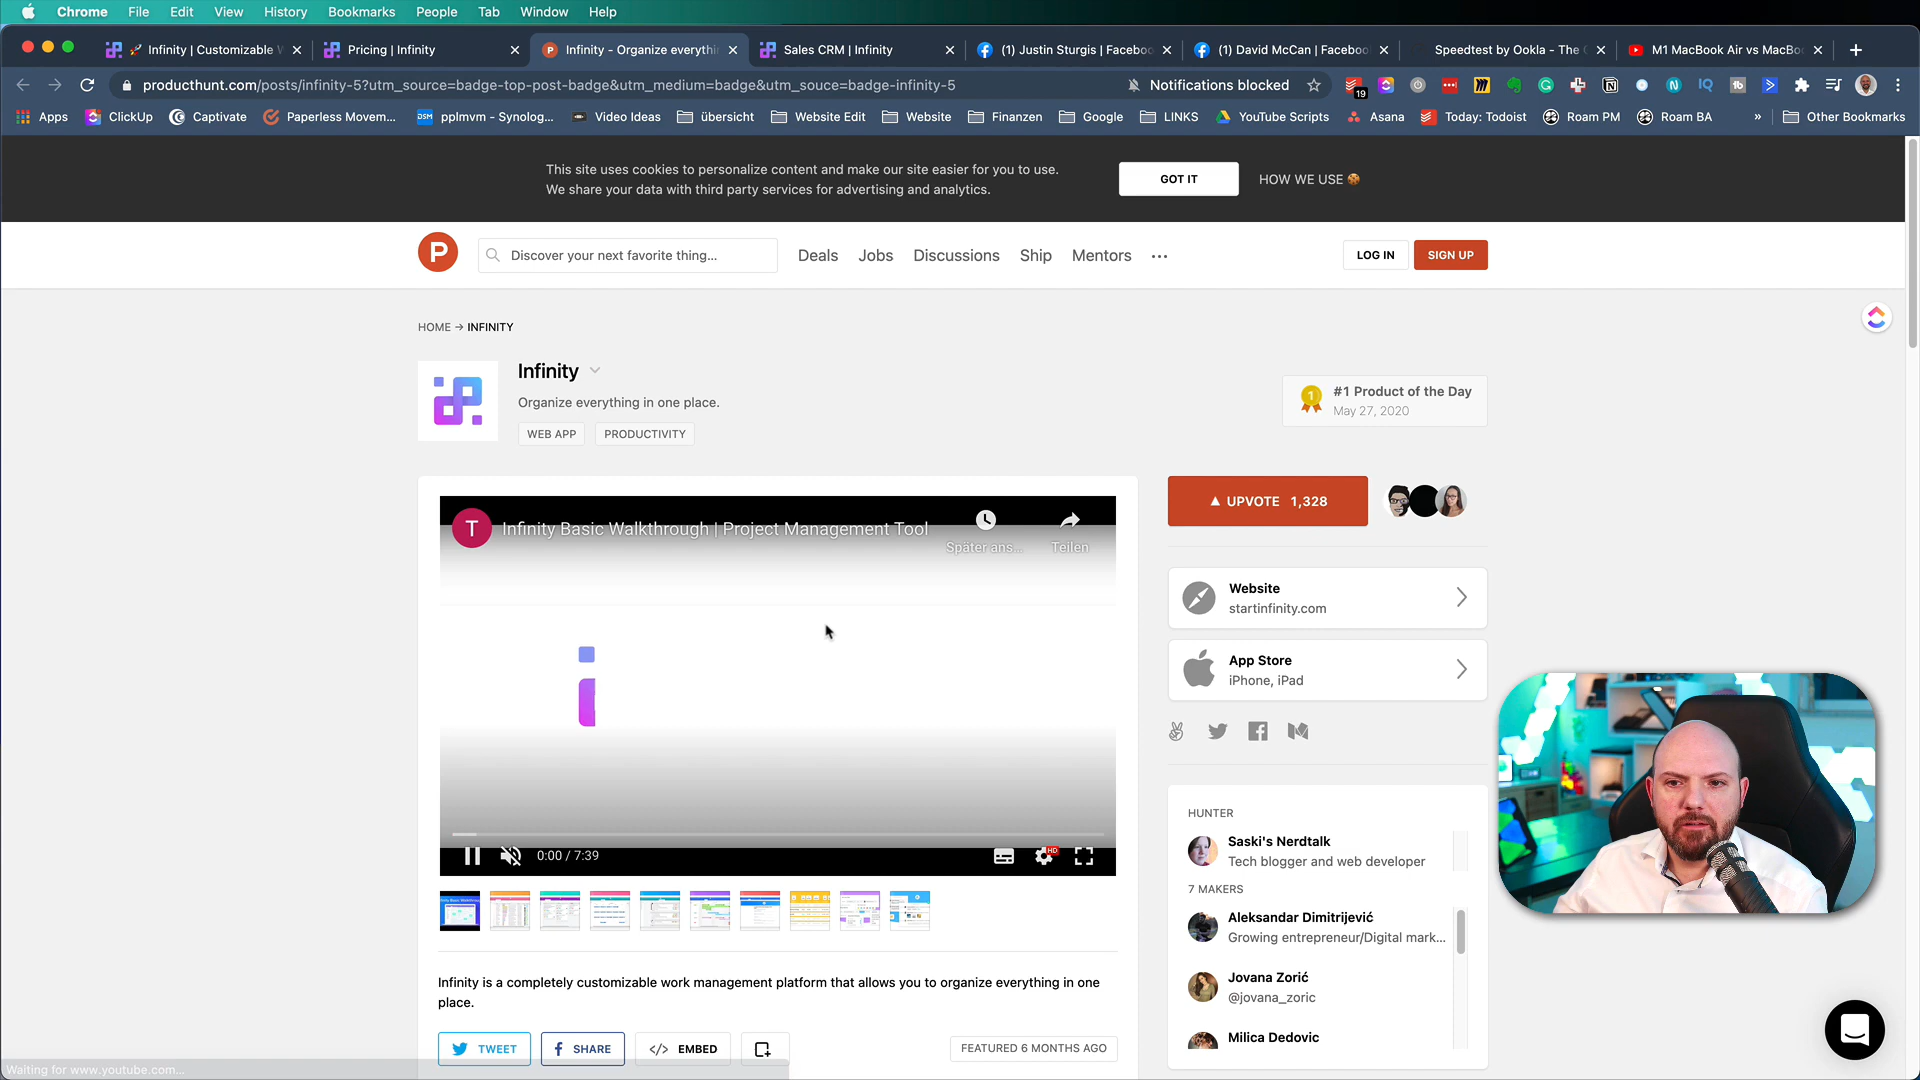 Chrome File Edit View History Bookmarks People Tab Window Help
🚀 Infinity | Customizable W
Pricing | Infinity
Infinity - Organize everythin
Sales CRM | Infinity
(1) Justin Sturgis | Facebo
(1) David McCan | Facebo
Speedtest by Ookla - The
M1 MacBook Air vs MacBo
producthunt.com/posts/infinity-5?utm_source=badge-top-post-badge&utm_medium=badge&utm_souce=badge-infinity-5
Notifications blocked
19
Apps ClickUp Captivate Paperless Movem... pplmvm - Synolog... Video Ideas übersicht Website Edit Website Finanzen Google LINKS YouTube Scripts Asana Today: Todoist Roam PM Roam BA » Other Bookmarks
This site uses cookies to personalize content and make our site easier for you to use.
We share your data with third party services for advertising and analytics.
GOT IT
HOW WE USE 🍪
P
Discover your next favorite thing...
Deals Jobs Discussions Ship Mentors ...
LOG IN
SIGN UP
HOME → INFINITY
Infinity
Organize everything in one place.
WEB APP
PRODUCTIVITY
1
#1 Product of the Day
May 27, 2020
T
Infinity Basic Walkthrough | Project Management Tool
Später ans...
Teilen
0:00 / 7:39
HD
▲ UPVOTE 1,328
Website
startinfinity.com
App Store
iPhone, iPad
HUNTER
Saski's Nerdtalk
Tech blogger and web developer
7 MAKERS
Aleksandar Dimitrijević
Growing entrepreneur/Digital mark...
Jovana Zorić
@jovana_zoric
Milica Dedovic
Infinity is a completely customizable work management platform that allows you to organize everything in one
place.
TWEET
SHARE
</> EMBED
FEATURED 6 MONTHS AGO
Waiting for www.youtube.com...